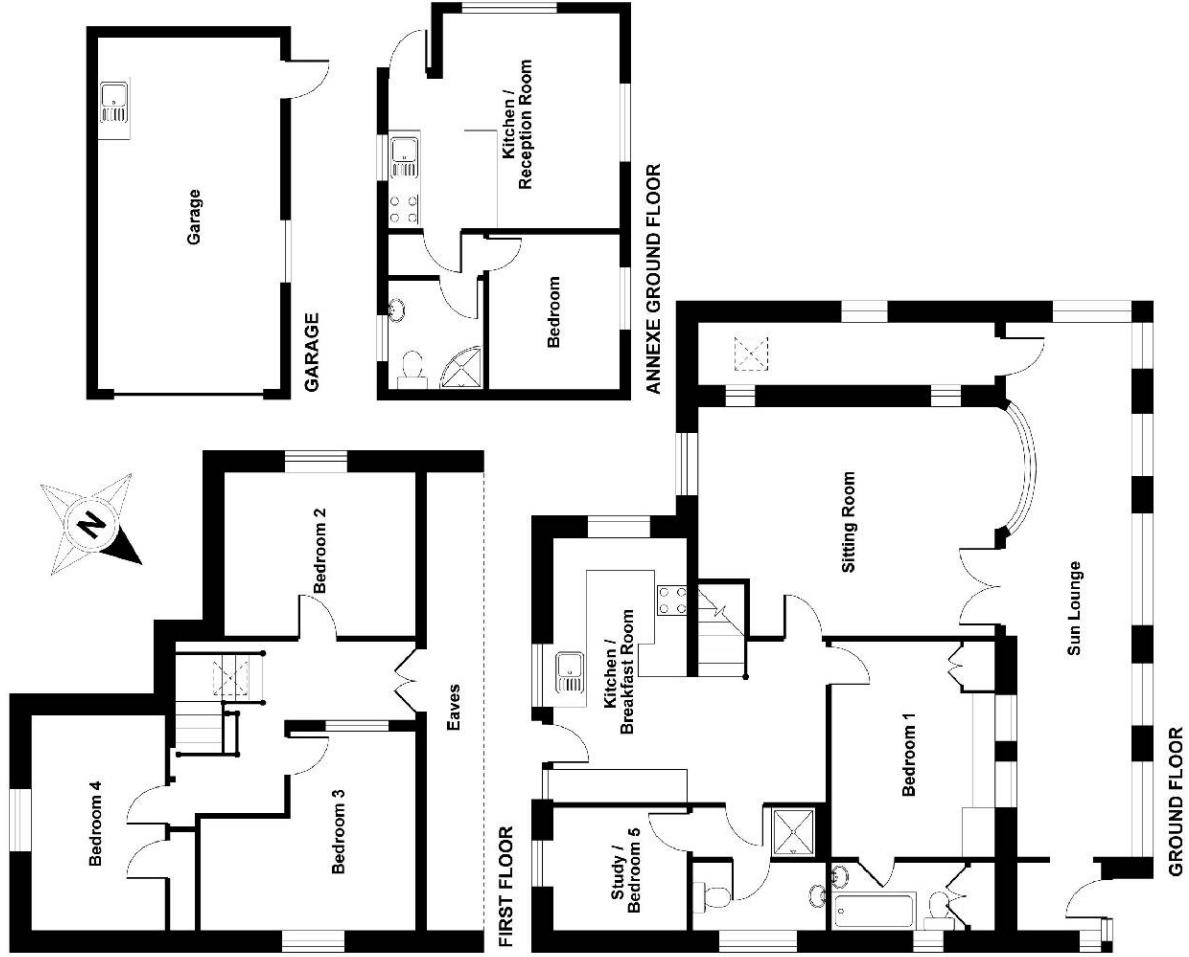 Garage
GARAGE
Kitchen /
Reception Room
Bedroom
ANNEXE GROUND FLOOR
N
Bedroom 2
Bedroom 4
Bedroom 3
Eaves
FIRST FLOOR
Kitchen /
Breakfast Room
Sitting Room
Sun Lounge
Bedroom 1
Study /
Bedroom 5
GROUND FLOOR